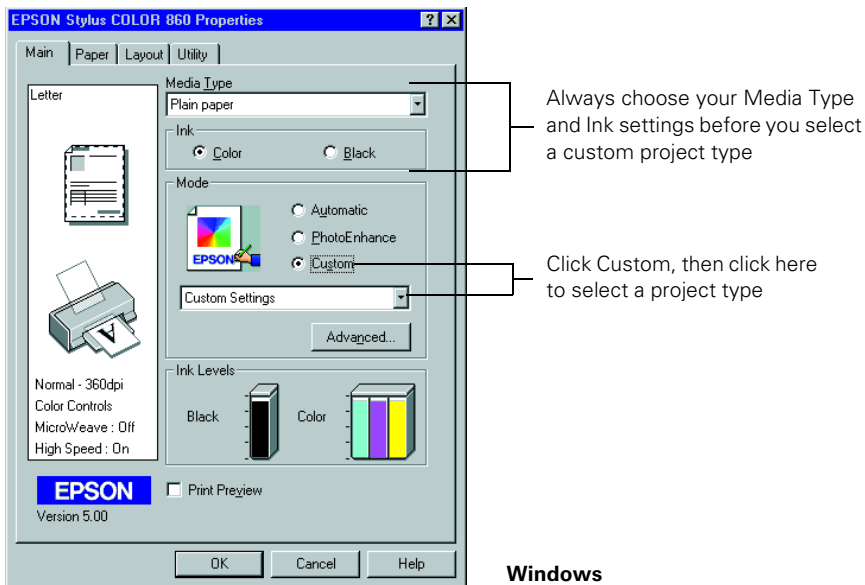 EPSON Stylus COLOR 860 Properties
Main
Paper
Layout
Utility
Letter
Media Type
Plain paper
Ink
Color
Black
Mode
EPSON
Automatic
PhotoEnhance
Custom
Custom Settings
Advanced...
A
Normal - 360dpi
Color Controls
MicroWeave : Off
High Speed : On
Ink Levels
Black
Color
EPSON
Version 5.00
Print Preview
OK
Cancel
Help
Always choose your Media Type
and Ink settings before you select
a custom project type
Click Custom, then click here
to select a project type
Windows